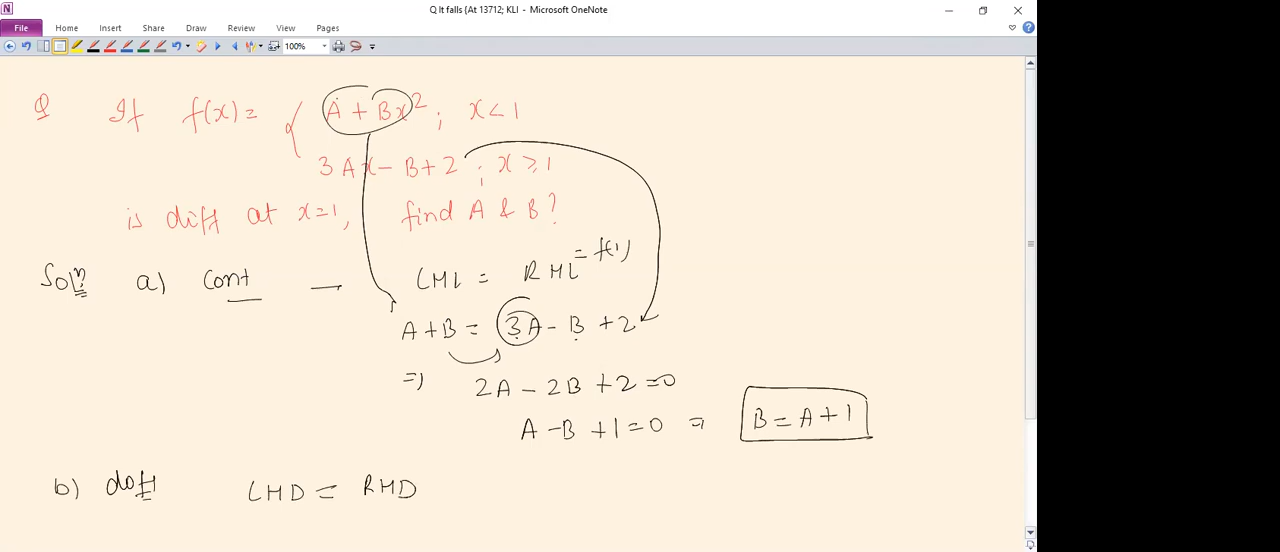 Q It falls {At 13712; KLI - Microsoft OneNote
File Home Insert Share Draw Review View Pages
100%
Q If f(x) = { A + Bx² ; x < 1
3Ax - B + 2 ; x ≥ 1
is diff at x=1, find A & B?
Solⁿ a) Cont — LHL = RHL = f(1)
A + B = 3A - B + 2
=> 2A - 2B + 2 = 0
A - B + 1 = 0 => B = A + 1
b) diff LHD = RHD